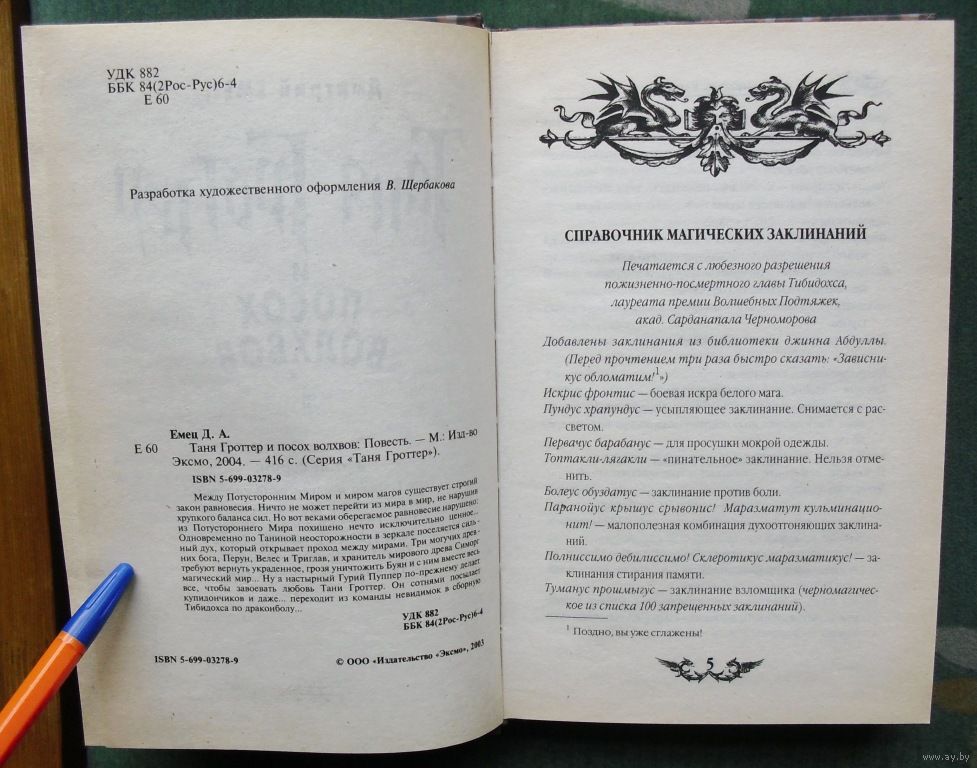 УДК 882
ББК 84(2Рос-Рус)6-4
Е 60
Разработка художественного оформления В. Щербакова
Емец Д. А.
Е 60 Таня Гроттер и посох волхвов: Повесть. — М.: Изд-во
Эксмо, 2004. — 416 с. (Серия «Таня Гроттер»).
ISBN 5-699-03278-9
Между Потусторонним Миром и миром магов существует строгий
закон равновесия. Ничто не может перейти из мира в мир, не нарушив
хрупкого баланса сил. Но вот веками оберегаемое равновесие нарушено:
из Потустороннего Мира похищено нечто исключительно ценное...
Одновременно по Таниной неосторожности в зеркале поселяется силь-
ный дух, который открывает проход между мирами. Три могучих древ-
них бога, Перун, Велес и Триглав, и хранитель мирового древа Симорг
требуют вернуть украденное, грозя уничтожить Буян и с ним вместе весь
магический мир... Ну а настырный Гурий Пуппер по-прежнему делает
все, чтобы завоевать любовь Тани Гроттер. Он сотнями посылает
купидончиков и даже... переходит из команды невидимок в сборную
Тибидохса по драконболу...
УДК 882
ББК 84(2Рос-Рус)6-4
ISBN 5-699-03278-9
© ООО «Издательство «Эксмо», 2003
СПРАВОЧНИК МАГИЧЕСКИХ ЗАКЛИНАНИЙ
Печатается с любезного разрешения
пожизненно-посмертного главы Тибидохса,
лауреата премии Волшебных Подтяжек,
акад. Сарданапала Черноморова
Добавлены заклинания из библиотеки джинна Абдуллы.
(Перед прочтением три раза быстро сказать: «Зависни-
кус обломатим!¹»)
Искрис фронтис — боевая искра белого мага.
Пундус храпундус — усыпляющее заклинание. Снимается с рас-
светом.
Первачус барабанус — для просушки мокрой одежды.
Топтакли-лягакли — «пинательное» заклинание. Нельзя отме-
нить.
Болеус обуздатус — заклинание против боли.
Паранойус крышус срывонис! Маразматут кульминацио-
нит! — малополезная комбинация духоотгоняющих заклина-
ний.
Полниссимо дебилиссимо! Склеротикус маразматикус! — за-
клинания стирания памяти.
Туманус прошмыгус — заклинание взломщика (черномагичес-
кое из списка 100 запрещенных заклинаний).
¹ Поздно, вы уже сглажены!
5
www.ay.by